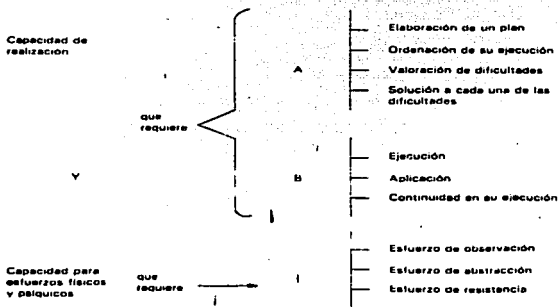 Capacidad de
realización
que
requiere
A
Elaboración de un plan
Ordenación de su ejecución
Valoración de dificultades
Solución a cada una de las
dificultades
Y
B
Ejecución
Aplicación
Continuidad en su ejecución
Capacidad para
esfuerzos físicos
y psíquicos
que
requiere
Esfuerzo de observación
Esfuerzo de abstracción
Esfuerzo de resistencia